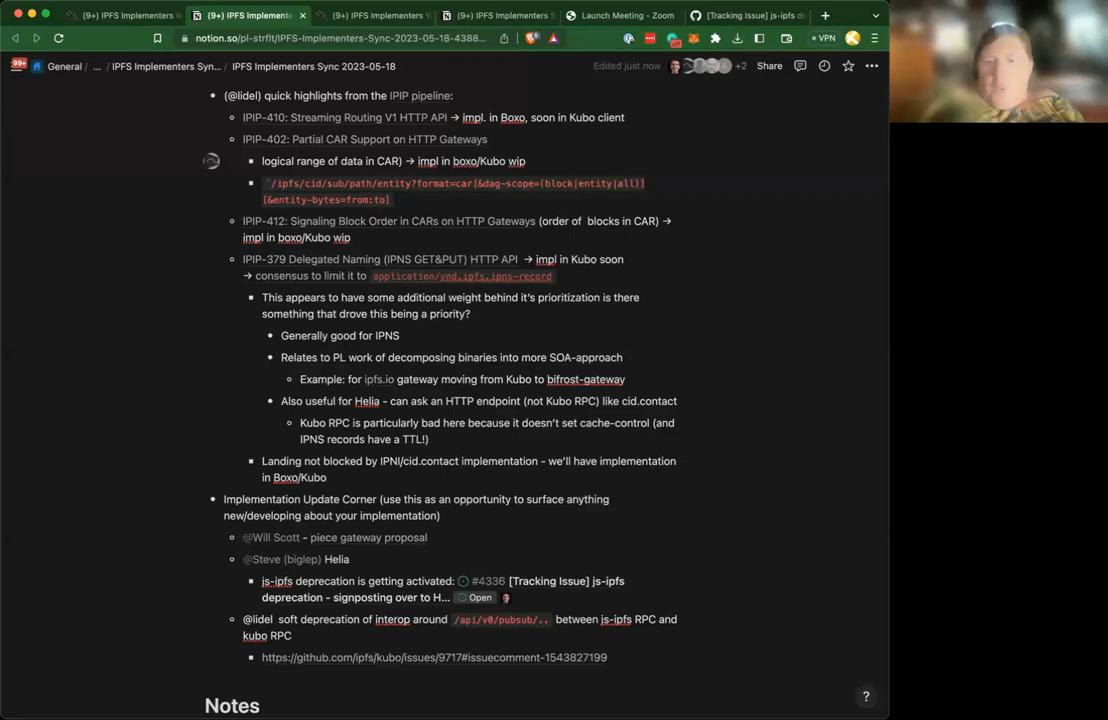 (9+) IPFS Implementers V
(9+) IPFS Implement
(9+) IPFS Implementers V
(9+) IPFS Implementers S
Launch Meeting - Zoom
[Tracking Issue] js-ipfs de
notion.so/pl-strflt/IPFS-Implementers-Sync-2023-05-18-4388...
VPN
99+
General / ... / IPFS Implementers Syn... / IPFS Implementers Sync 2023-05-18
Edited just now
+2
Share
(@lidel) quick highlights from the IPIP pipeline:
IPIP-410: Streaming Routing V1 HTTP API → impl. in Boxo, soon in Kubo client
IPIP-402: Partial CAR Support on HTTP Gateways
logical range of data in CAR) → impl in boxo/Kubo wip
`/ipfs/cid/sub/path/entity?format=car[&dag-scope=(block|entity|all)]
[&entity-bytes=from:to]
IPIP-412: Signaling Block Order in CARs on HTTP Gateways (order of blocks in CAR) →
impl in boxo/Kubo wip
IPIP-379 Delegated Naming (IPNS GET&PUT) HTTP API → impl in Kubo soon
→ consensus to limit it to application/vnd.ipfs.ipns-record
This appears to have some additional weight behind it's prioritization is there
something that drove this being a priority?
Generally good for IPNS
Relates to PL work of decomposing binaries into more SOA-approach
Example: for ipfs.io gateway moving from Kubo to bifrost-gateway
Also useful for Helia - can ask an HTTP endpoint (not Kubo RPC) like cid.contact
Kubo RPC is particularly bad here because it doesn't set cache-control (and
IPNS records have a TTL!)
Landing not blocked by IPNI/cid.contact implementation - we'll have implementation
in Boxo/Kubo
Implementation Update Corner (use this as an opportunity to surface anything
new/developing about your implementation)
@Will Scott - piece gateway proposal
@Steve (biglep) Helia
js-ipfs deprecation is getting activated: #4336 [Tracking Issue] js-ipfs
deprecation - signposting over to H... Open
@lidel soft deprecation of interop around /api/v0/pubsub/.. between js-ipfs RPC and
kubo RPC
https://github.com/ipfs/kubo/issues/9717#issuecomment-1543827199
Notes
?